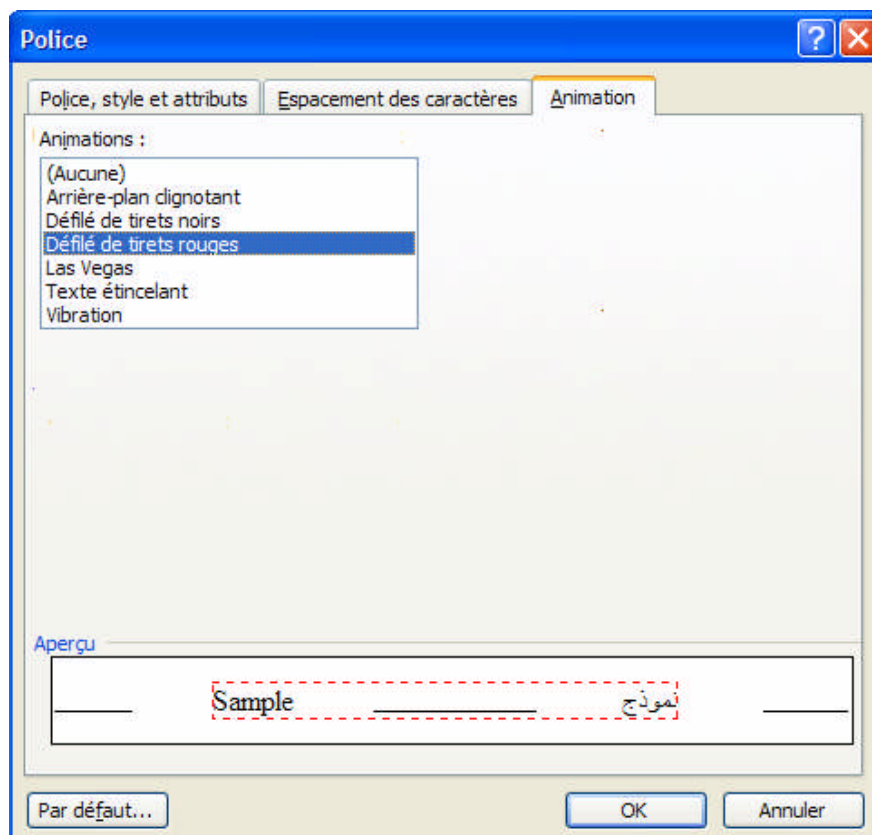 Police
Police, style et attributs Espacement des caractères Animation
Animations :
(Aucune)
Arrière-plan clignotant
Défilé de tirets noirs
Défilé de tirets rouges
Las Vegas
Texte étincelant
Vibration
Aperçu
Sample نموذج
Par défaut... OK Annuler